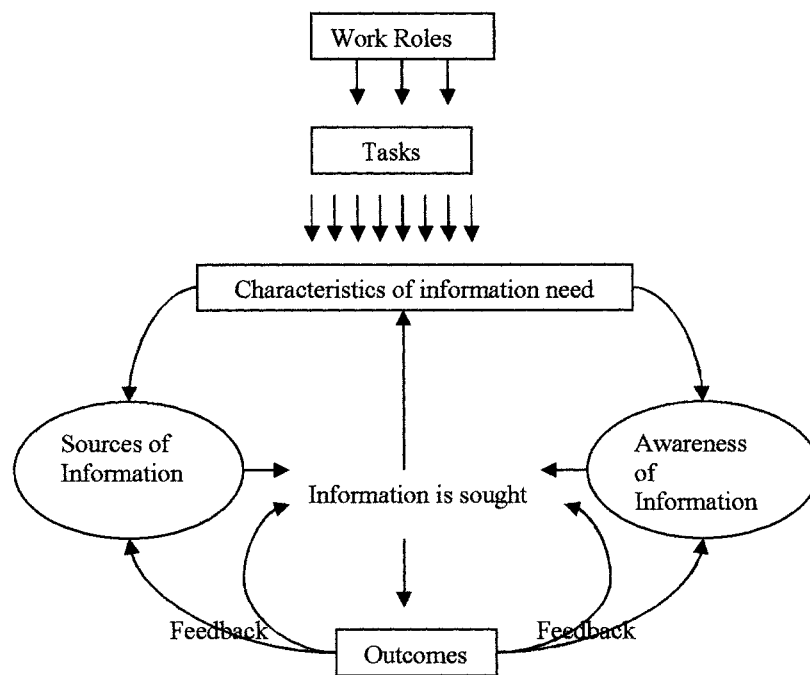 Work Roles
Tasks
Characteristics of information need
Sources of
Information
Awareness
of
Information
Information is sought
Feedback
Feedback
Outcomes